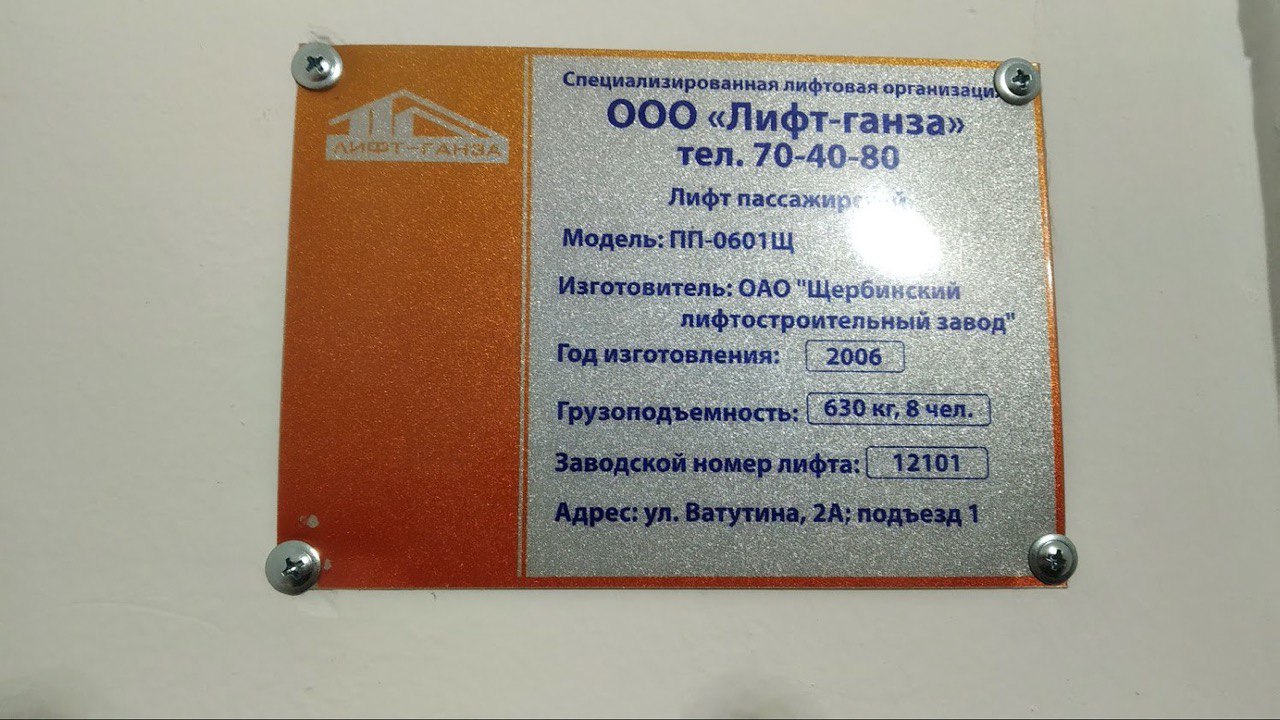 ЛИФТ-ГАНЗА
Специализированная лифтовая организация
ООО «Лифт-ганза»
тел. 70-40-80
Лифт пассажирский
Модель: ПП-0601Щ
Изготовитель: ОАО "Щербинский
лифтостроительный завод"
Год изготовления: 2006
Грузоподъемность: 630 кг, 8 чел.
Заводской номер лифта: 12101
Адрес: ул. Ватутина, 2А; подъезд 1